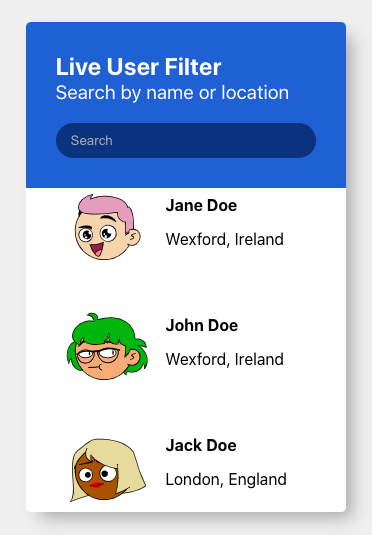 Live User Filter
Search by name or location
Search
Jane Doe
Wexford, Ireland
John Doe
Wexford, Ireland
Jack Doe
London, England